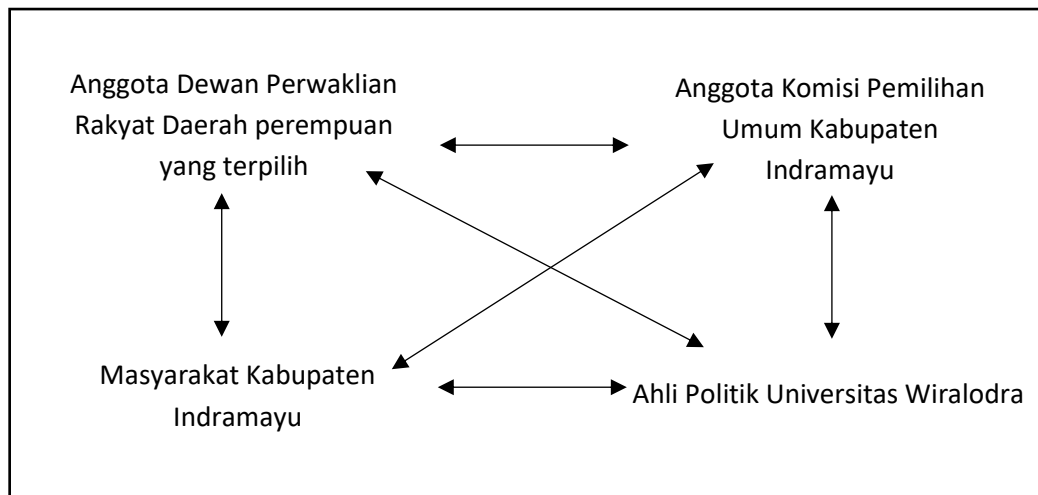 Anggota Dewan Perwaklian
Rakyat Daerah perempuan
yang terpilih
Anggota Komisi Pemilihan
Umum Kabupaten
Indramayu
Masyarakat Kabupaten
Indramayu
Ahli Politik Universitas Wiralodra